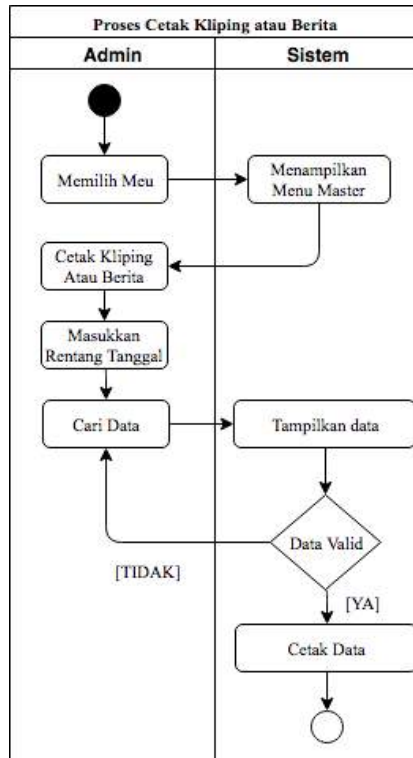 Proses Cetak Kliping atau Berita
Admin
Sistem
Memilih Meu
Menampilkan
Menu Master
Cetak Kliping
Atau Berita
Masukkan
Rentang Tanggal
Cari Data
Tampilkan data
Data Valid
[TIDAK]
[YA]
Cetak Data